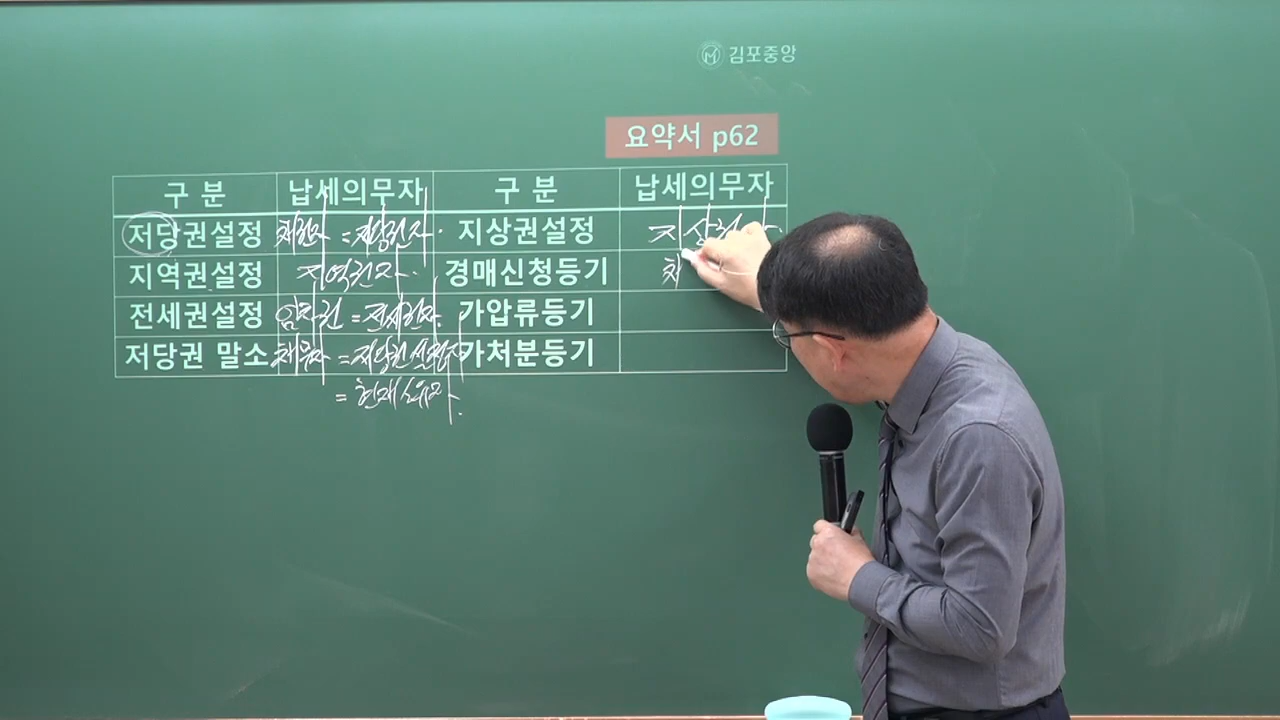 김포중앙
요약서 p62
구 분 납세의무자 구 분 납세의무자
저당권설정 채권자 = 저당권자. 지상권설정 지상권자.
지역권설정 지역권자. 경매신청등기 채
전세권설정 임차권 = 전세권자. 가압류등기
저당권 말소 채무자 = 저당권설정자 가처분등기
= 현재소유자.